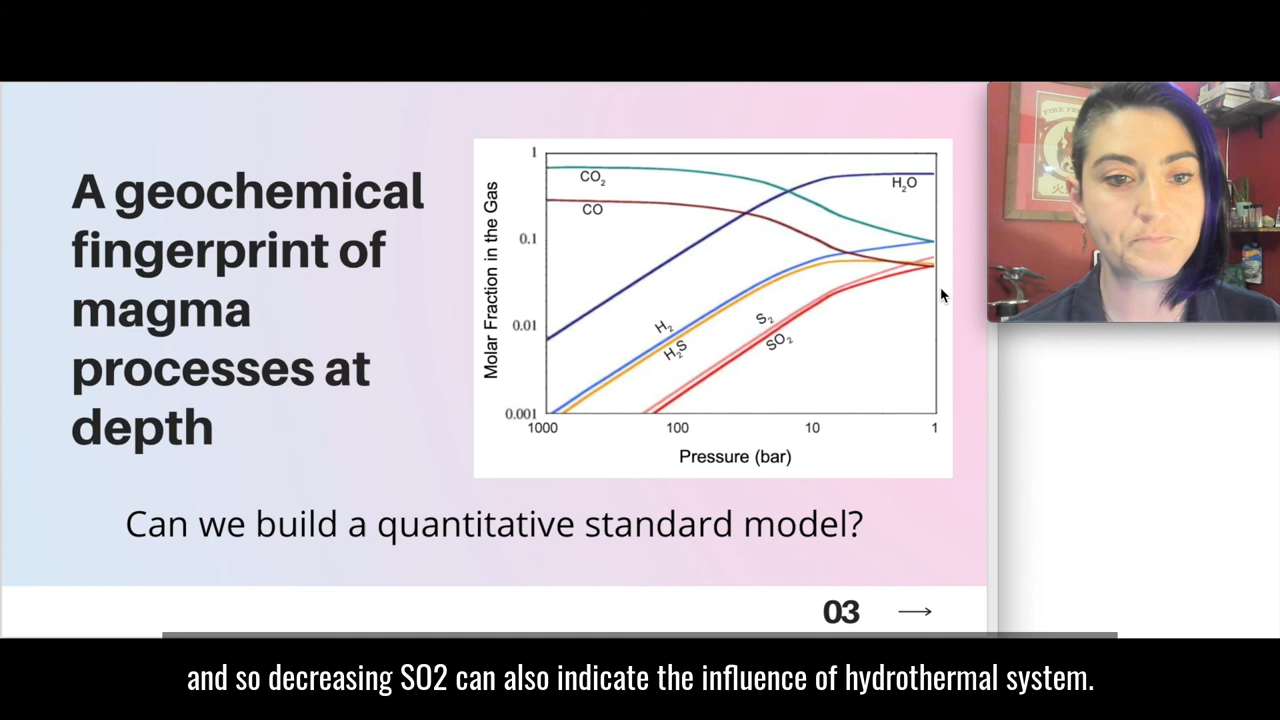 A geochemical
fingerprint of
magma
processes at
depth
Molar Fraction in the Gas
1
0.1
0.01
0.001
CO₂
CO
H₂O
H₂
H₂S
S₂
SO₂
1000
100
10
1
Pressure (bar)
Can we build a quantitative standard model?
03
and so decreasing SO2 can also indicate the influence of hydrothermal system.